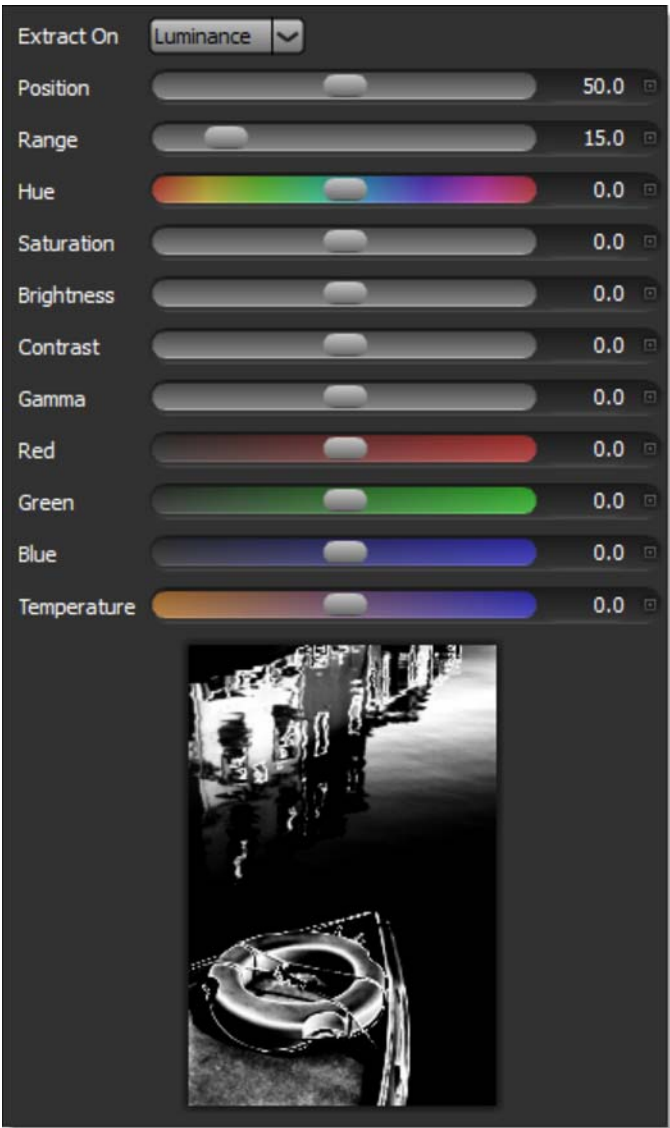 Extract On Luminance
Position 50.0
Range 15.0
Hue 0.0
Saturation 0.0
Brightness 0.0
Contrast 0.0
Gamma 0.0
Red 0.0
Green 0.0
Blue 0.0
Temperature 0.0